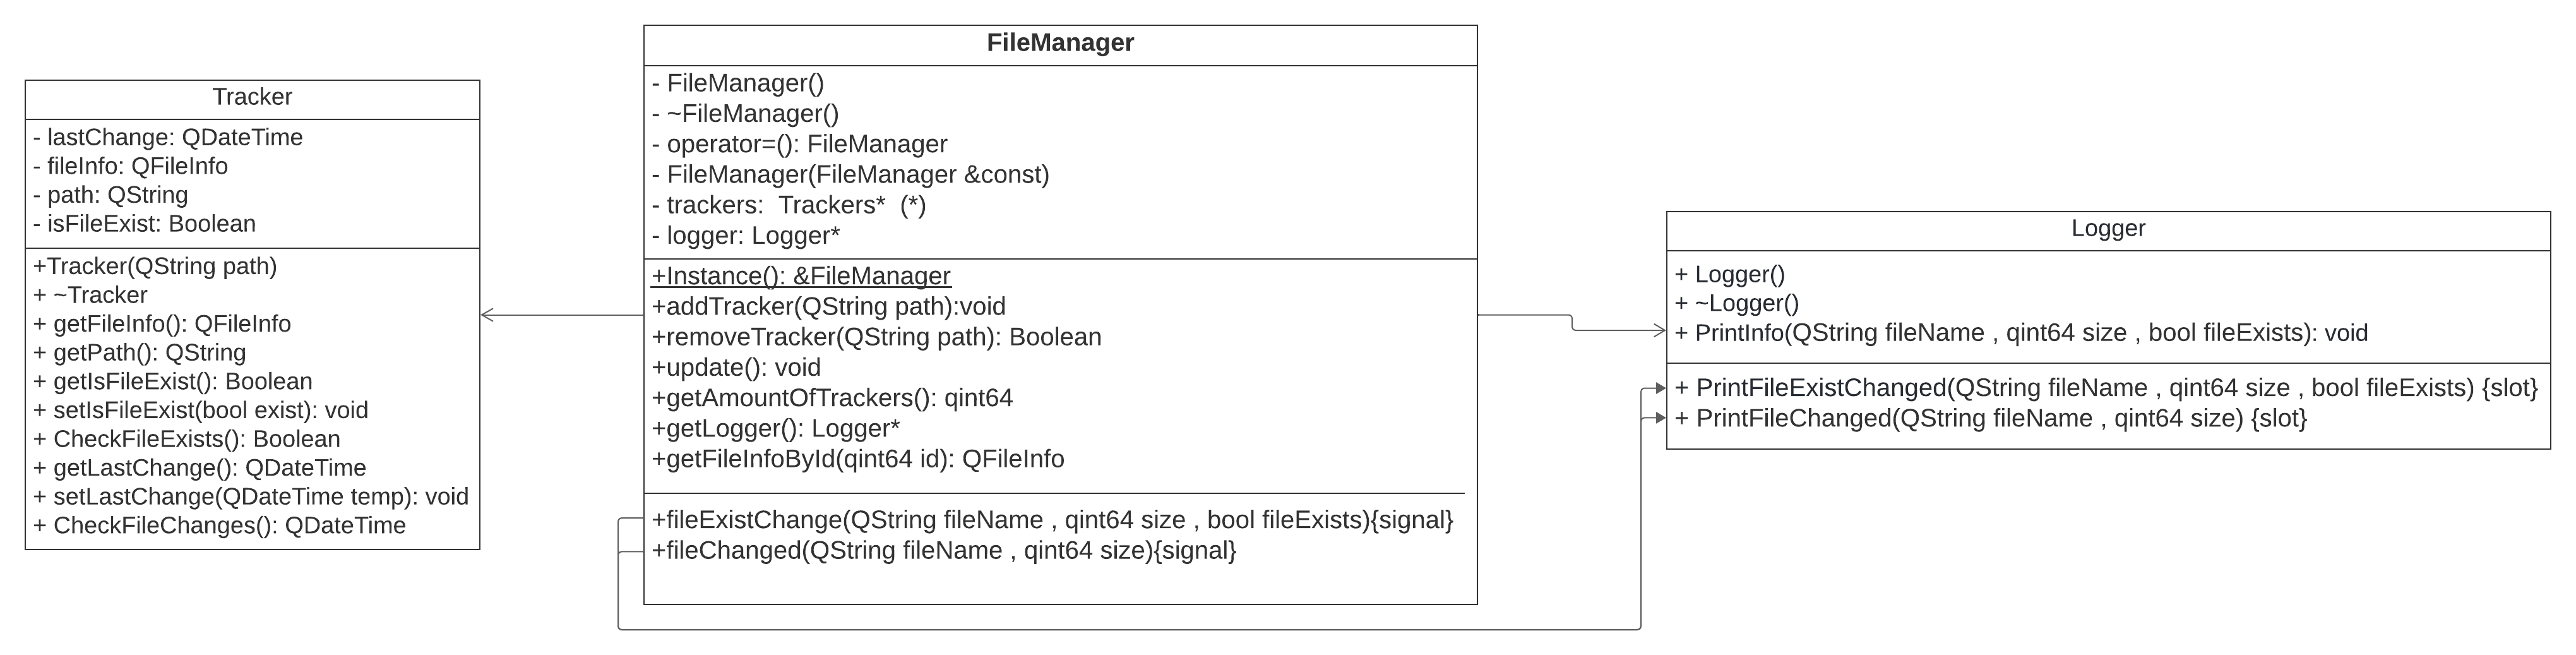 Tracker
- lastChange: QDateTime
- fileInfo: QFileInfo
- path: QString
- isFileExist: Boolean
+Tracker(QString path)
+ ~Tracker
+ getFileInfo(): QFileInfo
+ getPath(): QString
+ getIsFileExist(): Boolean
+ setIsFileExist(bool exist): void
+ CheckFileExists(): Boolean
+ getLastChange(): QDateTime
+ setLastChange(QDateTime temp): void
+ CheckFileChanges(): QDateTime
FileManager
- FileManager()
- ~FileManager()
- operator=(): FileManager
- FileManager(FileManager &const)
- trackers:  Trackers*  (*)
- logger: Logger*
+Instance(): &FileManager
+addTracker(QString path):void
+removeTracker(QString path): Boolean
+update(): void
+getAmountOfTrackers(): qint64
+getLogger(): Logger*
+getFileInfoById(qint64 id): QFileInfo
+fileExistChange(QString fileName , qint64 size , bool fileExists){signal}
+fileChanged(QString fileName , qint64 size){signal}
Logger
+ Logger()
+ ~Logger()
+ PrintInfo(QString fileName , qint64 size , bool fileExists): void
+ PrintFileExistChanged(QString fileName , qint64 size , bool fileExists) {slot}
+ PrintFileChanged(QString fileName , qint64 size) {slot}